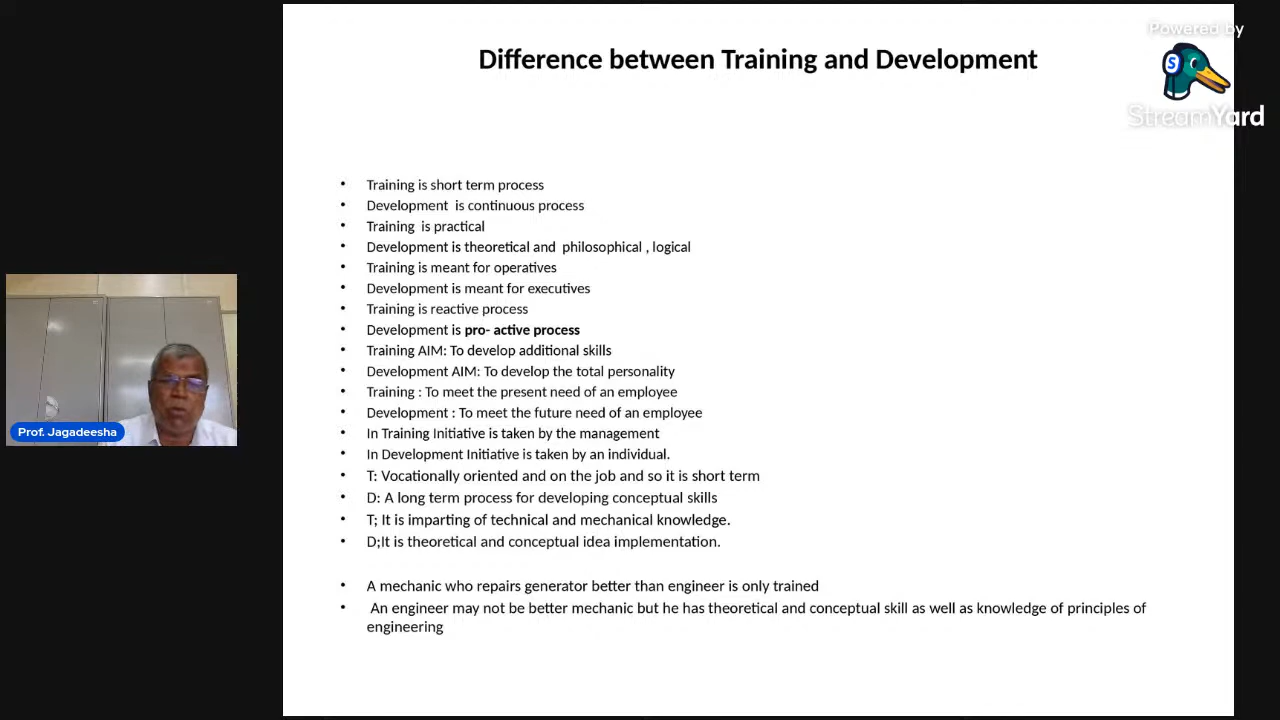 Powered by
StreamYard
Difference between Training and Development
• Training is short term process
• Development is continuous process
• Training is practical
• Development is theoretical and philosophical , logical
• Training is meant for operatives
• Development is meant for executives
• Training is reactive process
• Development is pro- active process
• Training AIM: To develop additional skills
• Development AIM: To develop the total personality
• Training : To meet the present need of an employee
• Development : To meet the future need of an employee
• In Training Initiative is taken by the management
• In Development Initiative is taken by an individual.
• T: Vocationally oriented and on the job and so it is short term
• D: A long term process for developing conceptual skills
• T; It is imparting of technical and mechanical knowledge.
• D;It is theoretical and conceptual idea implementation.
• A mechanic who repairs generator better than engineer is only trained
• An engineer may not be better mechanic but he has theoretical and conceptual skill as well as knowledge of principles of
engineering
Prof. Jagadeesha